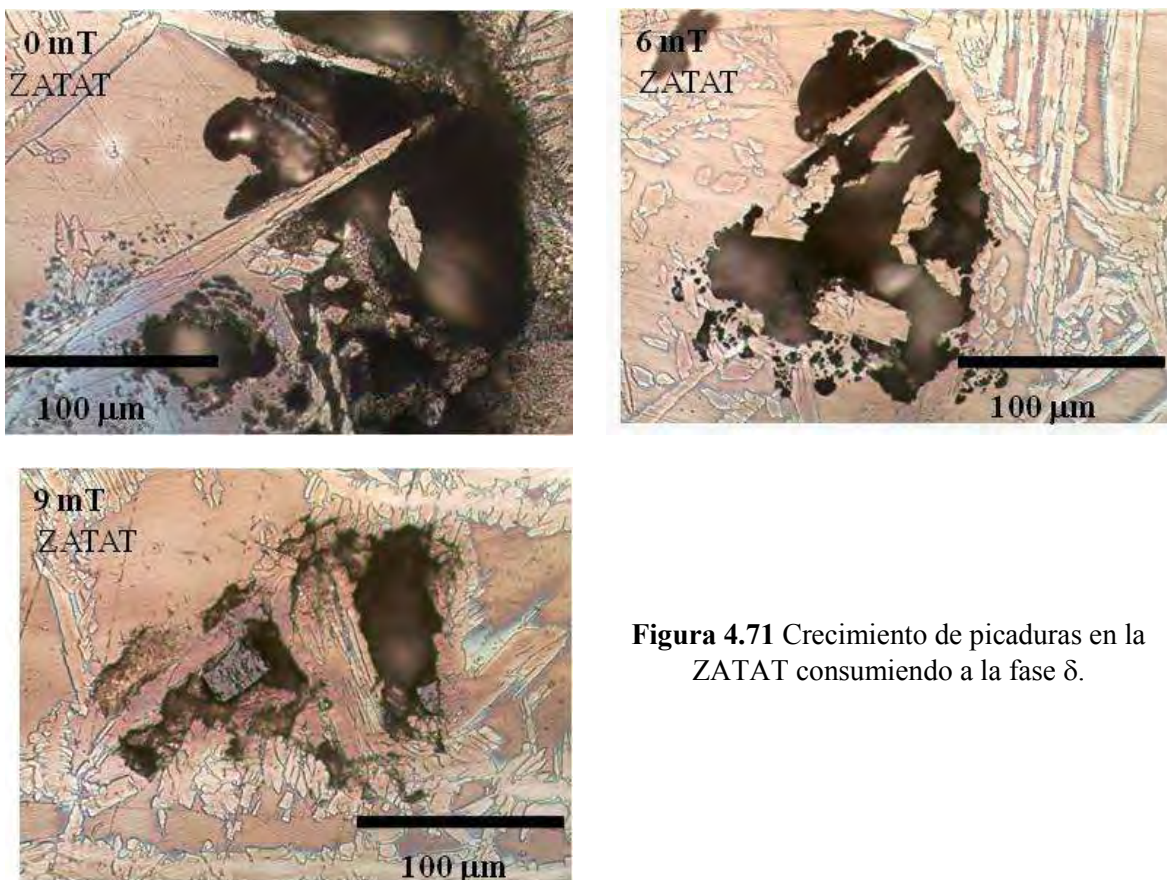 0 mT
ZATAT
100 µm
6 mT
ZATAT
100 µm
9 mT
ZATAT
100 µm
Figura 4.71 Crecimiento de picaduras en la
ZATAT consumiendo a la fase δ.